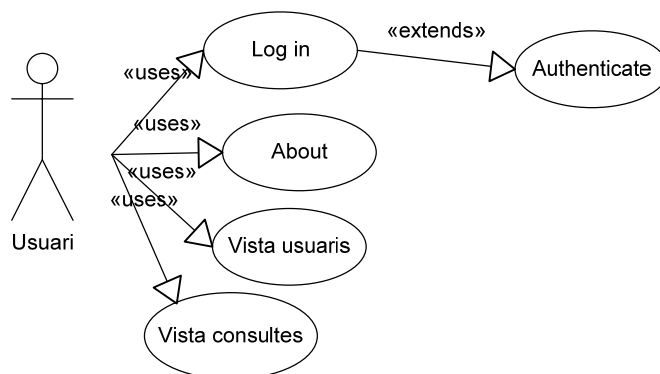 Log in
«extends»
Authenticate
«uses»
«uses»
About
«uses»
«uses»
Usuari
Vista usuaris
Vista consultes